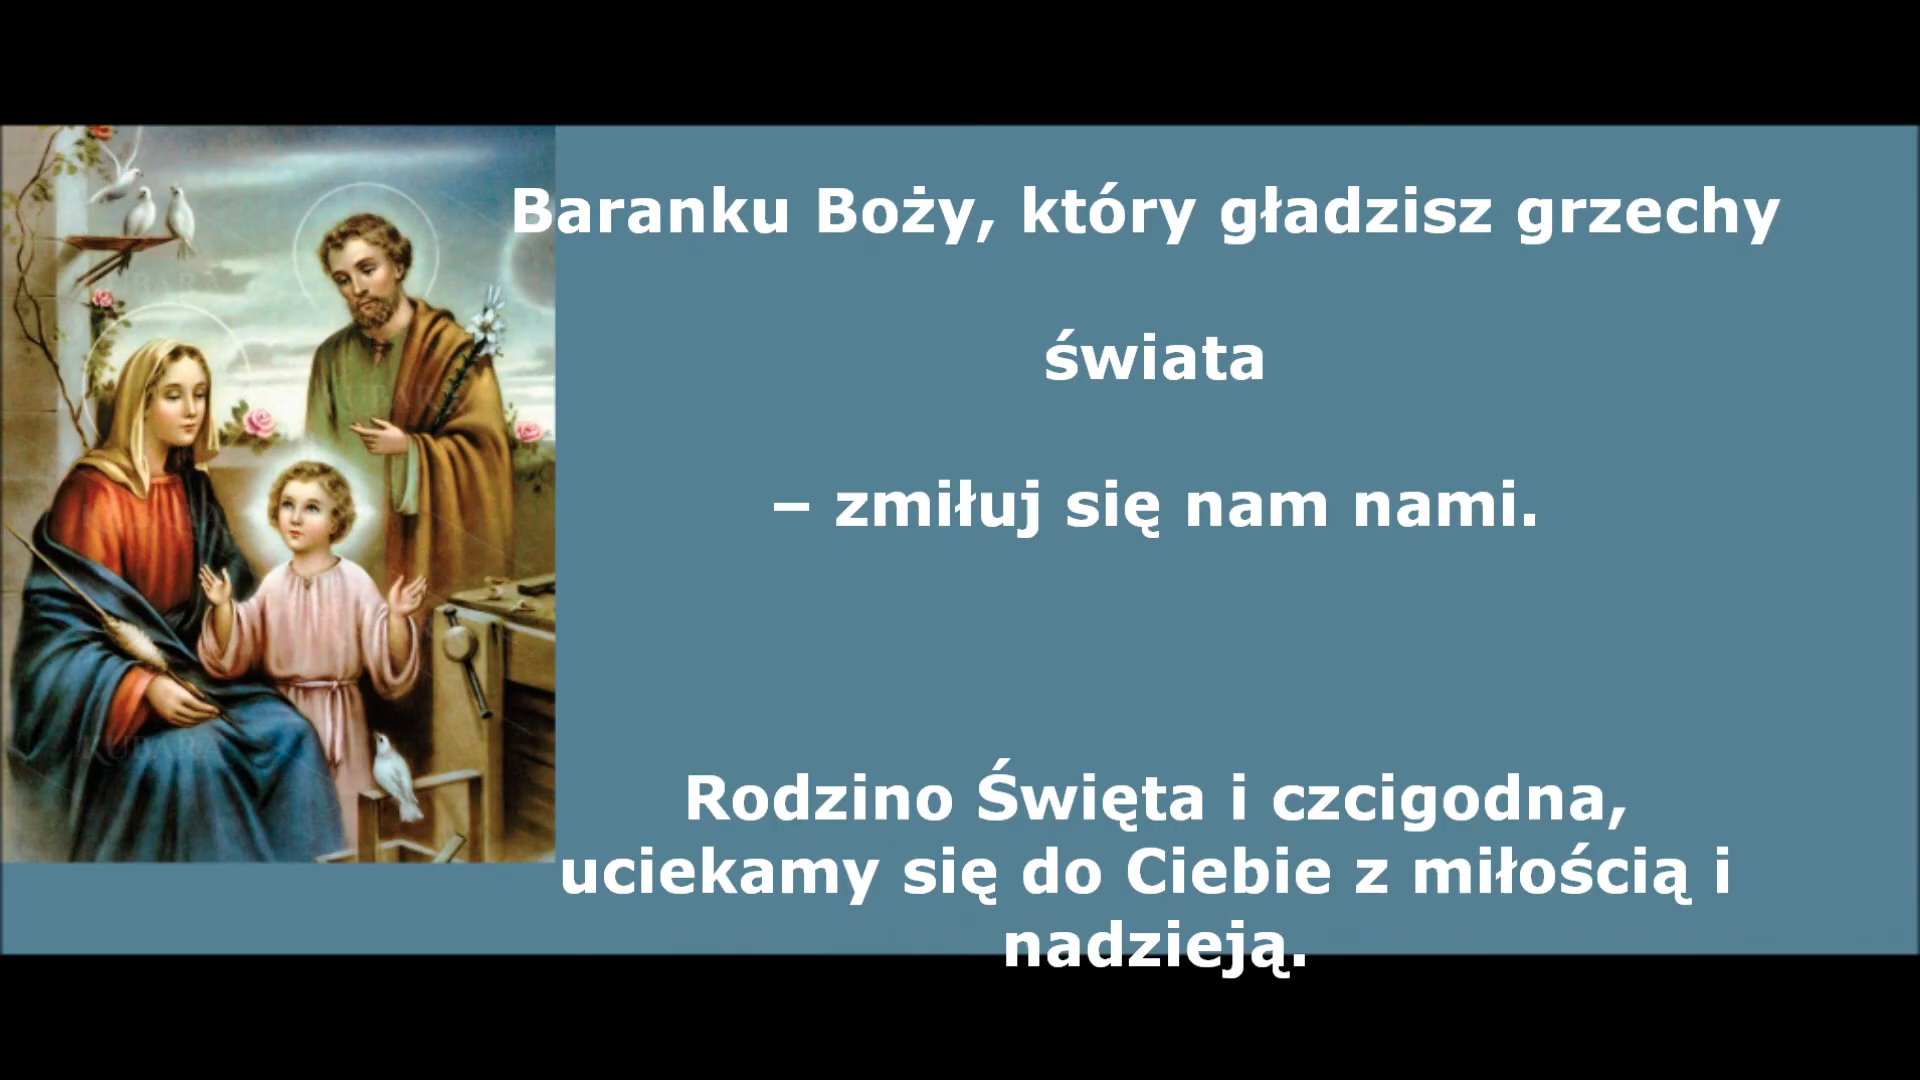 Baranku Boży, który gładzisz grzechy
świata
– zmiłuj się nam nami.
Rodzino Święta i czcigodna,
uciekamy się do Ciebie z miłością i
nadzieją.
KUBARA